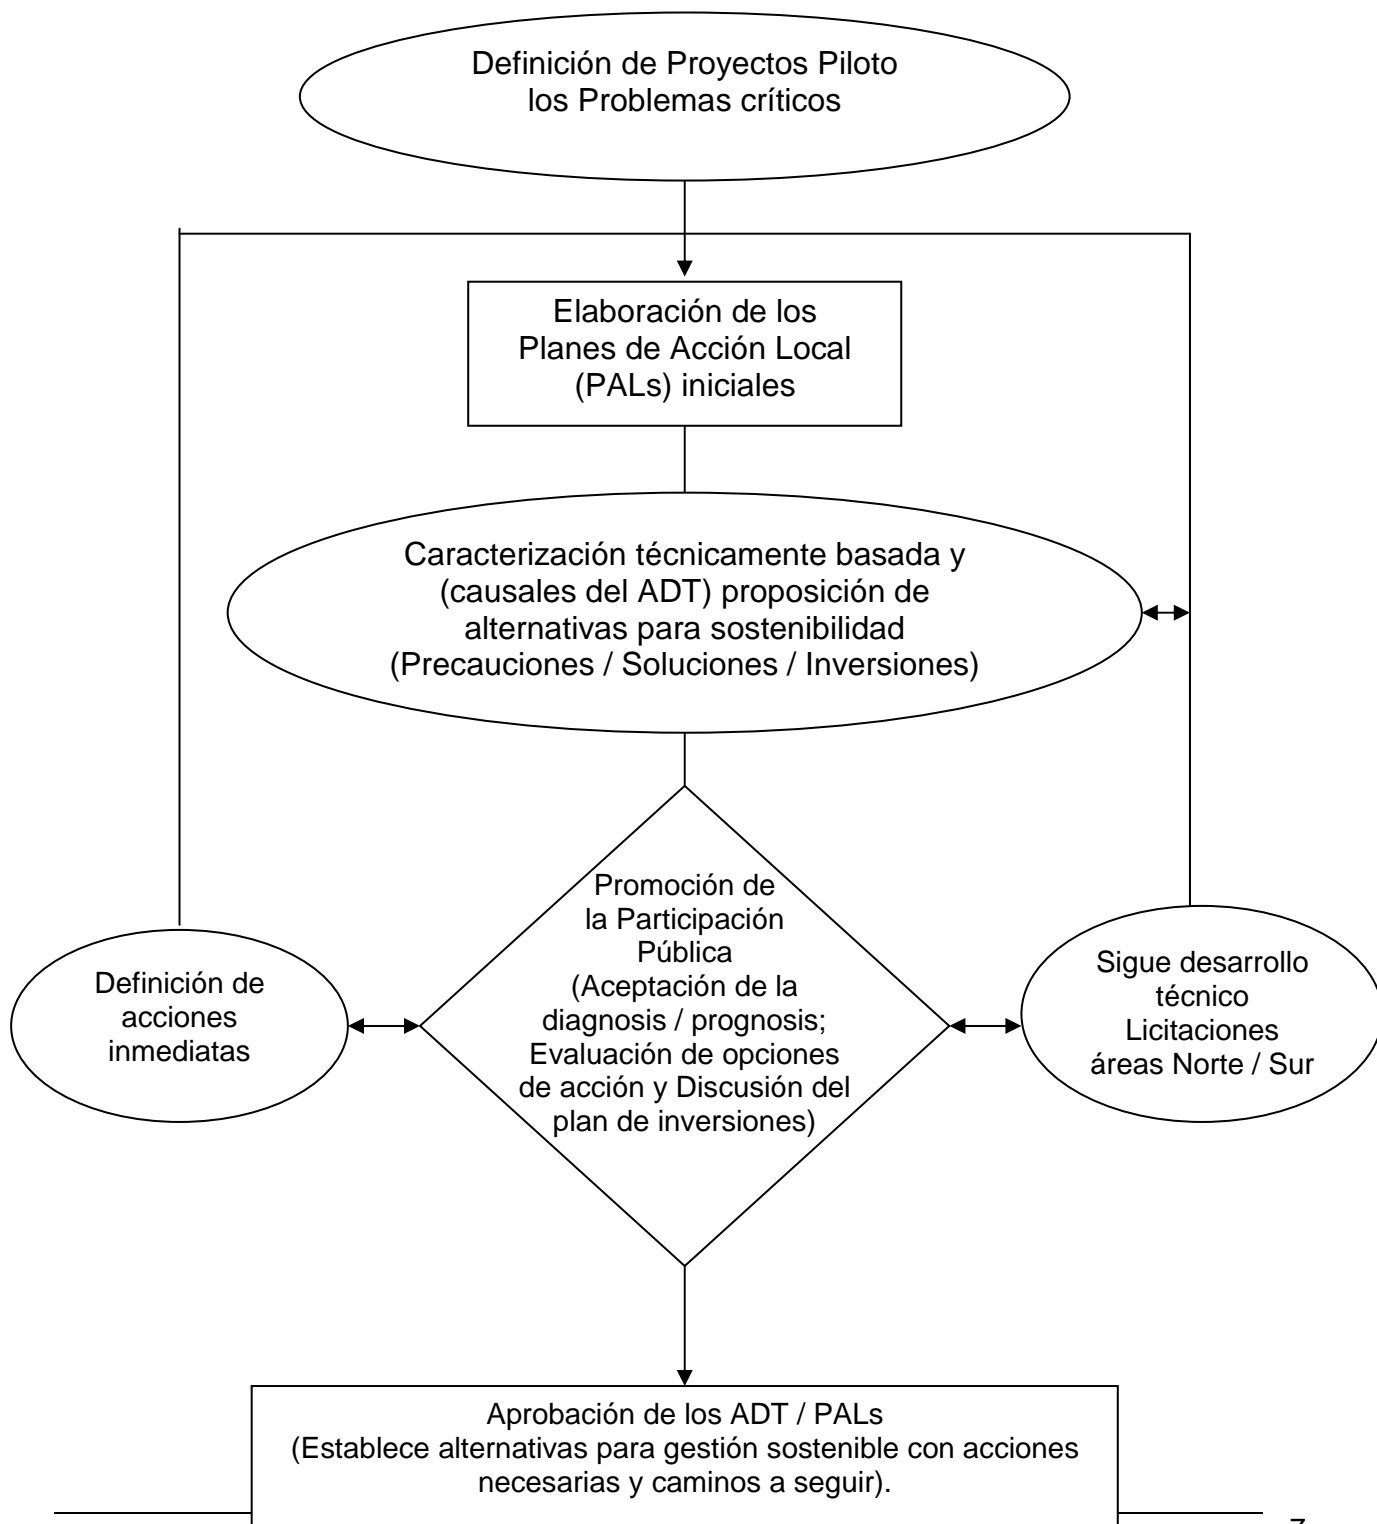 Definición de Proyectos Piloto
los Problemas críticos
Elaboración de los
Planes de Acción Local
(PALs) iniciales
Caracterización técnicamente basada y
(causales del ADT) proposición de
alternativas para sostenibilidad
(Precauciones / Soluciones / Inversiones)
Promoción de
la Participación
Pública
(Aceptación de la
diagnosis / prognosis;
Evaluación de opciones
de acción y Discusión del
plan de inversiones)
Definición de
acciones
inmediatas
Sigue desarrollo
técnico
Licitaciones
áreas Norte / Sur
Aprobación de los ADT / PALs
(Establece alternativas para gestión sostenible con acciones
necesarias y caminos a seguir).